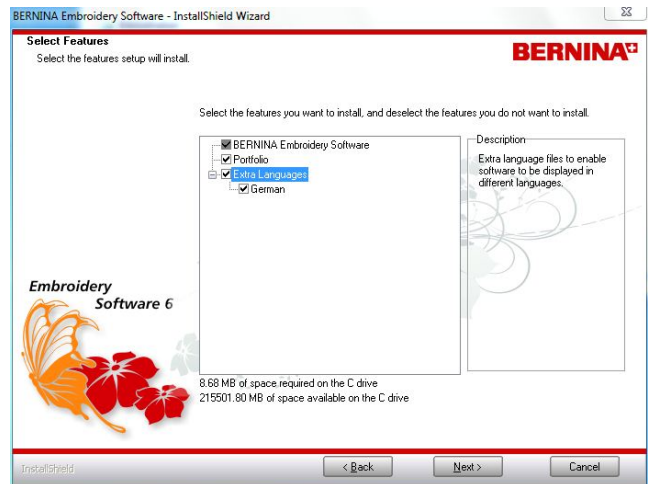 BERNINA Embroidery Software - InstallShield Wizard
Select Features
Select the features setup will install.
BERNINA
Select the features you want to install, and deselect the features you do not want to install.
BERNINA Embroidery Software
Portfolio
Extra Languages
German
Description
Extra language files to enable
software to be displayed in
different languages.
Embroidery
Software 6
8.68 MB of space required on the C drive
215501.80 MB of space available on the C drive
InstallShield
< Back
Next >
Cancel